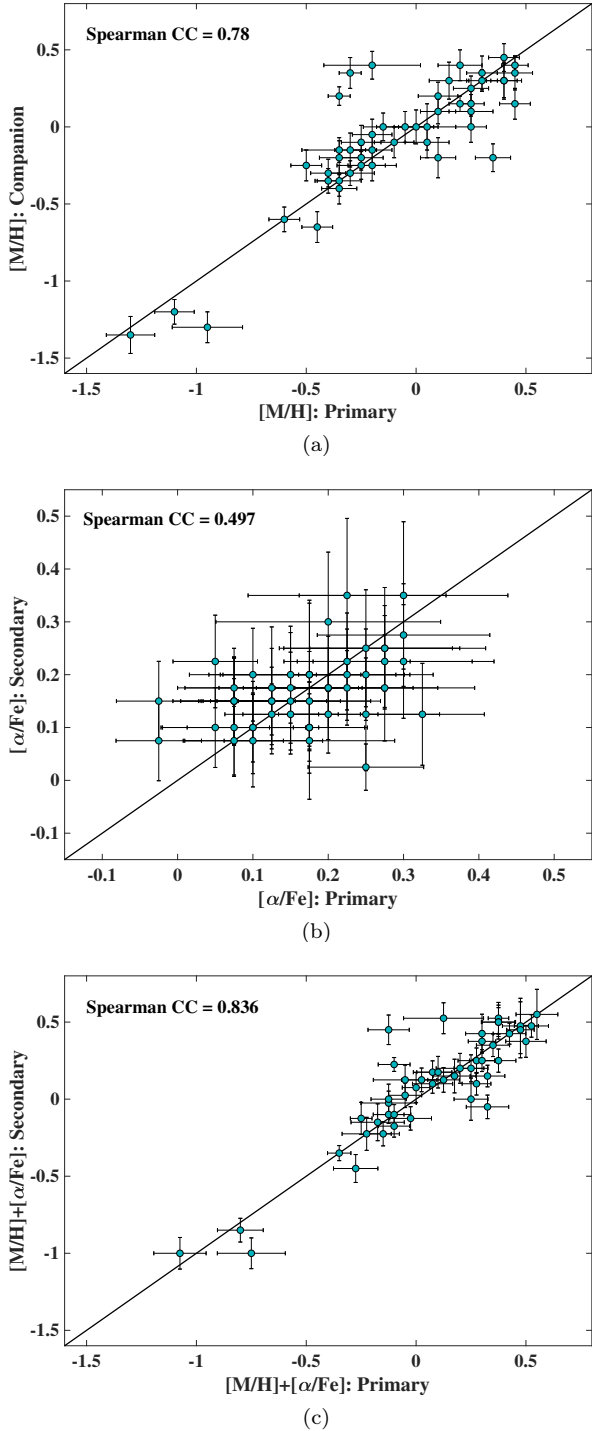 Spearman CC = 0.78
0.5
0
-0.5
-1
-1.5
[M/H]: Companion
-1.5 -1 -0.5 0 0.5
[M/H]: Primary
(a)
Spearman CC = 0.497
0.5
0.4
0.3
0.2
0.1
0
-0.1
[α/Fe]: Secondary
-0.1 0 0.1 0.2 0.3 0.4 0.5
[α/Fe]: Primary
(b)
Spearman CC = 0.836
0.5
0
-0.5
-1
-1.5
[M/H]+[α/Fe]: Secondary
-1.5 -1 -0.5 0 0.5
[M/H]+[α/Fe]: Primary
(c)